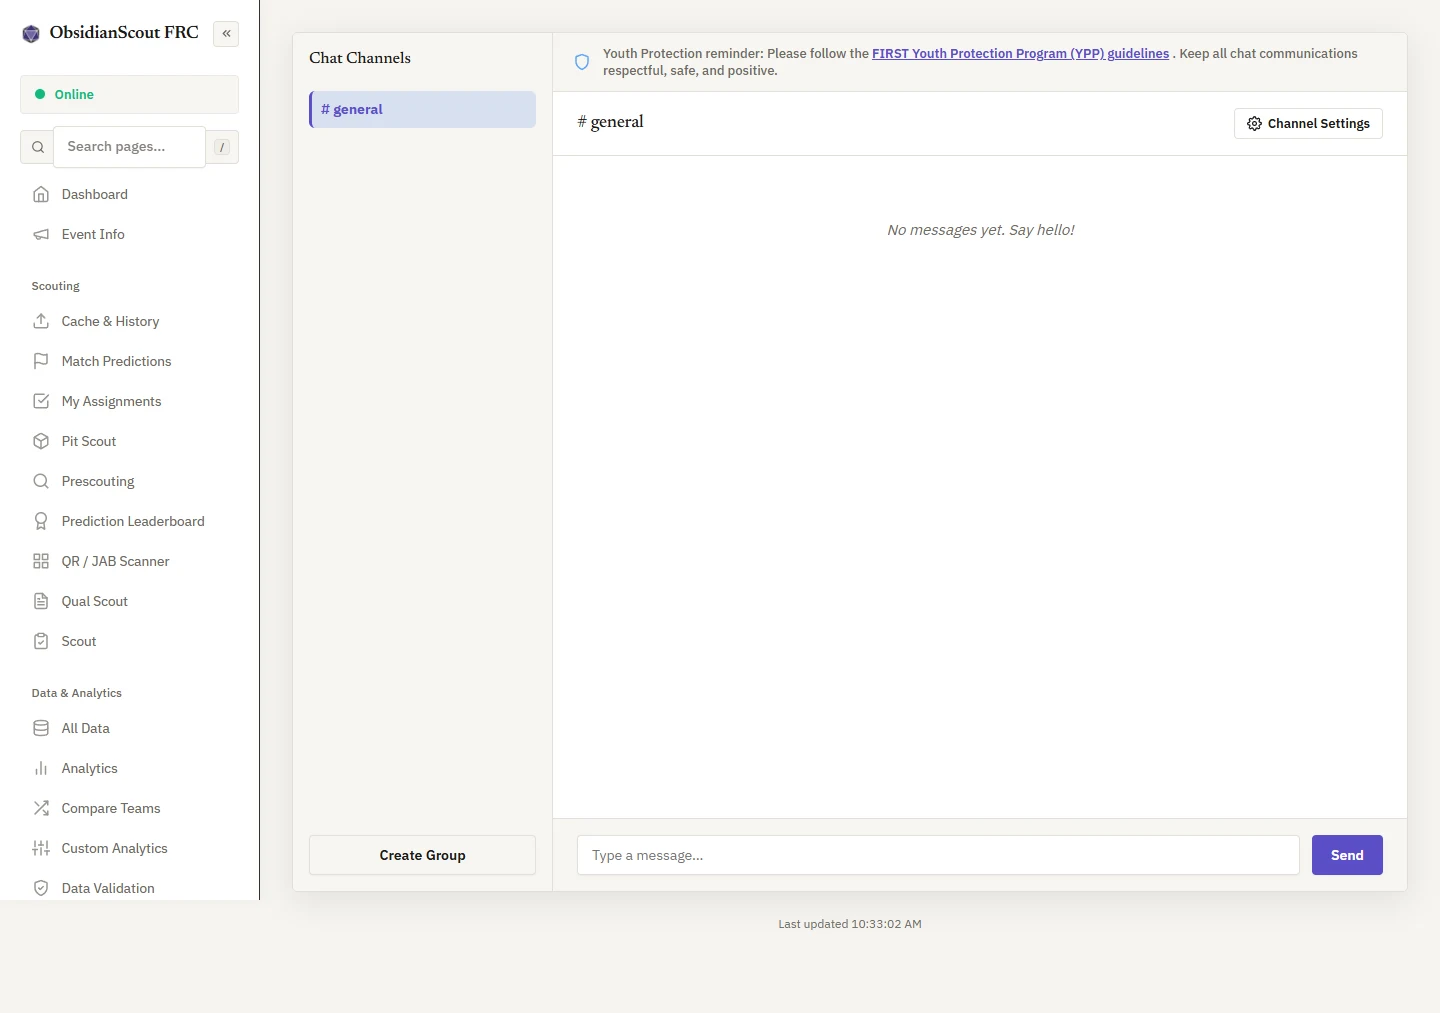 ObsidianScout FRC
«
Online
Search pages...
/
Dashboard
Event Info
Scouting
Cache & History
Match Predictions
My Assignments
Pit Scout
Prescouting
Prediction Leaderboard
QR / JAB Scanner
Qual Scout
Scout
Data & Analytics
All Data
Analytics
Compare Teams
Custom Analytics
Data Validation
Chat Channels
# general
Create Group
Youth Protection reminder: Please follow the FIRST Youth Protection Program (YPP) guidelines . Keep all chat communications
respectful, safe, and positive.
# general
Channel Settings
No messages yet. Say hello!
Type a message...
Send
Last updated 10:33:02 AM